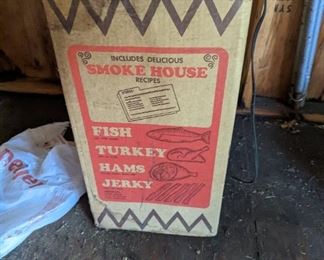 INCLUDES DELICIOUS
SMOKE HOUSE
RECIPES
FISH
TURKEY
HAMS
JERKY